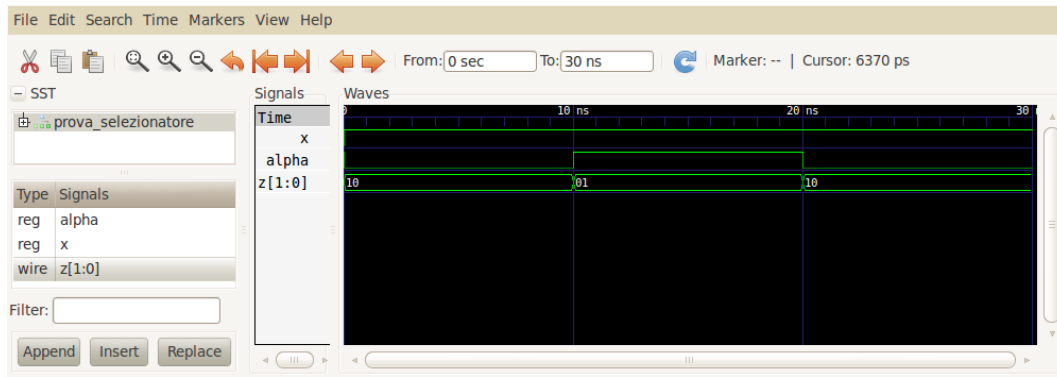 File Edit Search Time Markers View Help
From: 0 sec To: 30 ns Marker: -- | Cursor: 6370 ps
SST
prova_selezionatore
Type Signals
reg alpha
reg x
wire z[1:0]
Filter:
Append Insert Replace
Signals
Time
x
alpha
z[1:0]
Waves
0 10 ns 20 ns 30
10 01 10